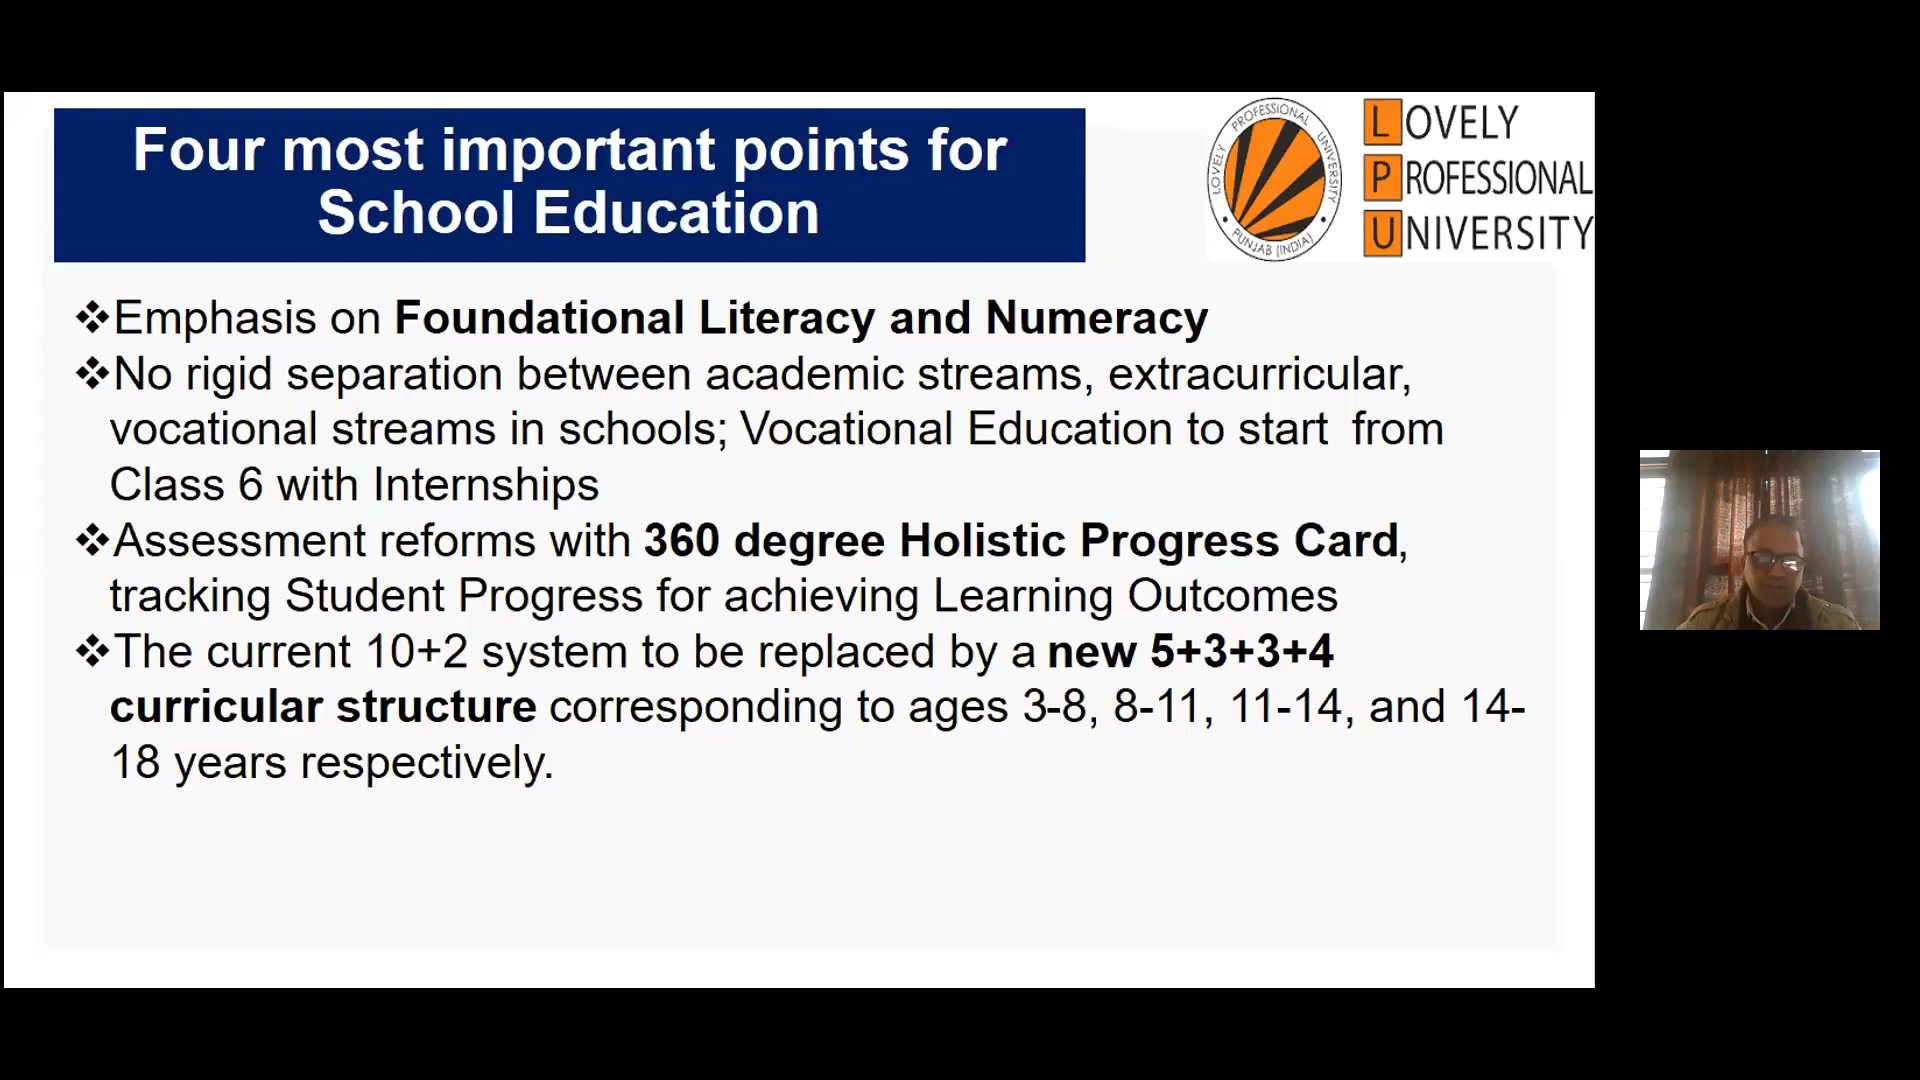 Four most important points for
School Education
LOVELY
PROFESSIONAL
UNIVERSITY
LOVELY PROFESSIONAL UNIVERSITY
PUNJAB (INDIA)
❖Emphasis on Foundational Literacy and Numeracy
❖No rigid separation between academic streams, extracurricular,
vocational streams in schools; Vocational Education to start from
Class 6 with Internships
❖Assessment reforms with 360 degree Holistic Progress Card,
tracking Student Progress for achieving Learning Outcomes
❖The current 10+2 system to be replaced by a new 5+3+3+4
curricular structure corresponding to ages 3-8, 8-11, 11-14, and 14-
18 years respectively.